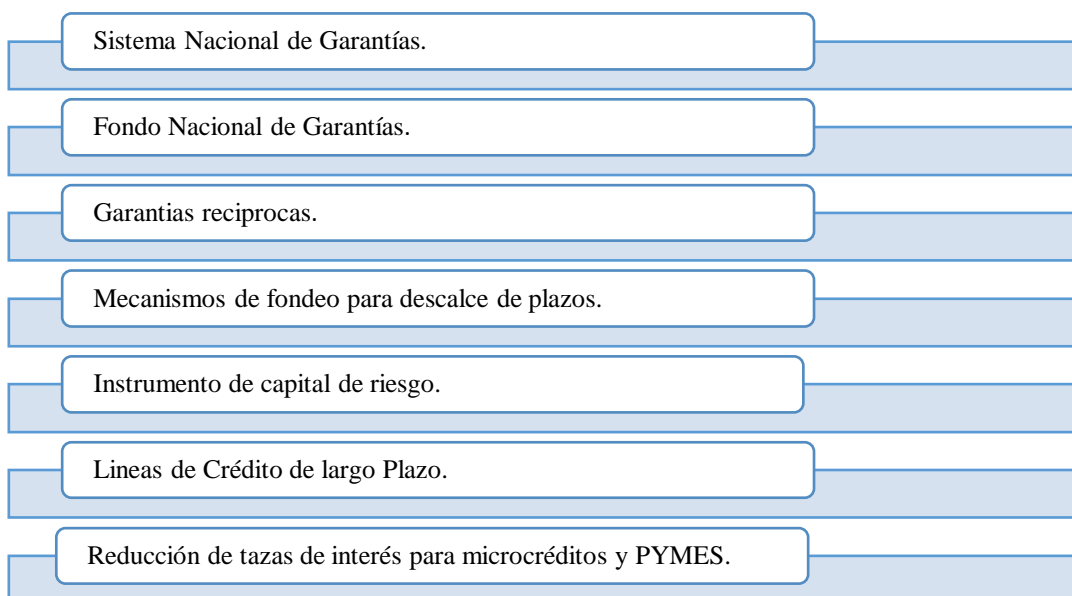 Sistema Nacional de Garantías.
Fondo Nacional de Garantías.
Garantias reciprocas.
Mecanismos de fondeo para descalce de plazos.
Instrumento de capital de riesgo.
Lineas de Crédito de largo Plazo.
Reducción de tazas de interés para microcréditos y PYMES.